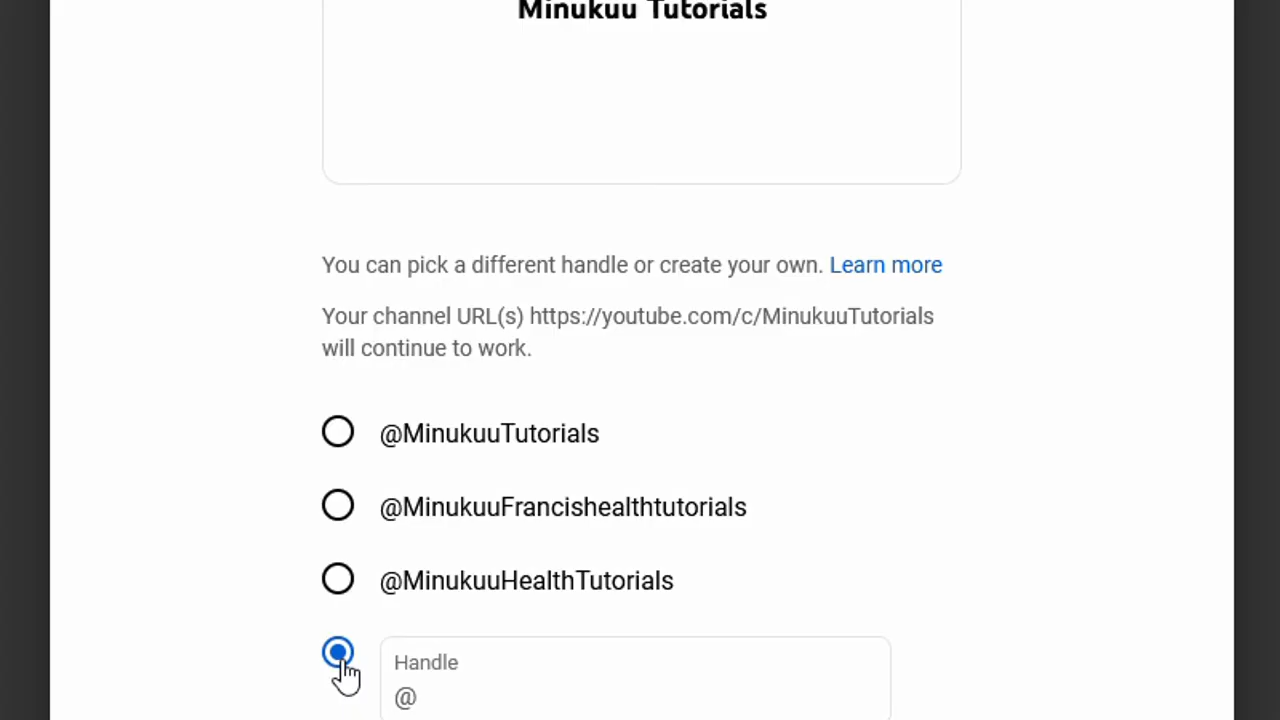 Minukuu Tutorials
You can pick a different handle or create your own. Learn more
Your channel URL(s) https://youtube.com/c/MinukuuTutorials
will continue to work.
@MinukuuTutorials
@MinukuuFrancishealthtutorials
@MinukuuHealthTutorials
Handle
@